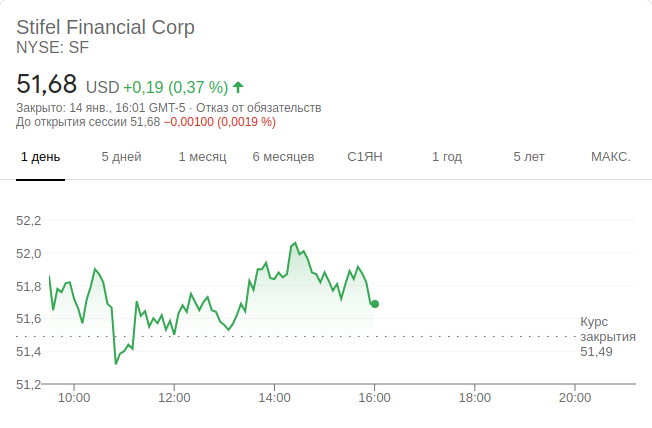 Stifel Financial Corp
NYSE: SF
51,68 USD +0,19 (0,37 %)
Закрыто: 14 янв., 16:01 GMT-5 · Отказ от обязательств
До открытия сессии 51,68 −0,00100 (0,0019 %)
1 день 5 дней 1 месяц 6 месяцев С1ЯН 1 год 5 лет МАКС.
52,2
52,0
51,8
51,6
51,4
51,2
Курс
закрытия
51,49
10:00 12:00 14:00 16:00 18:00 20:00